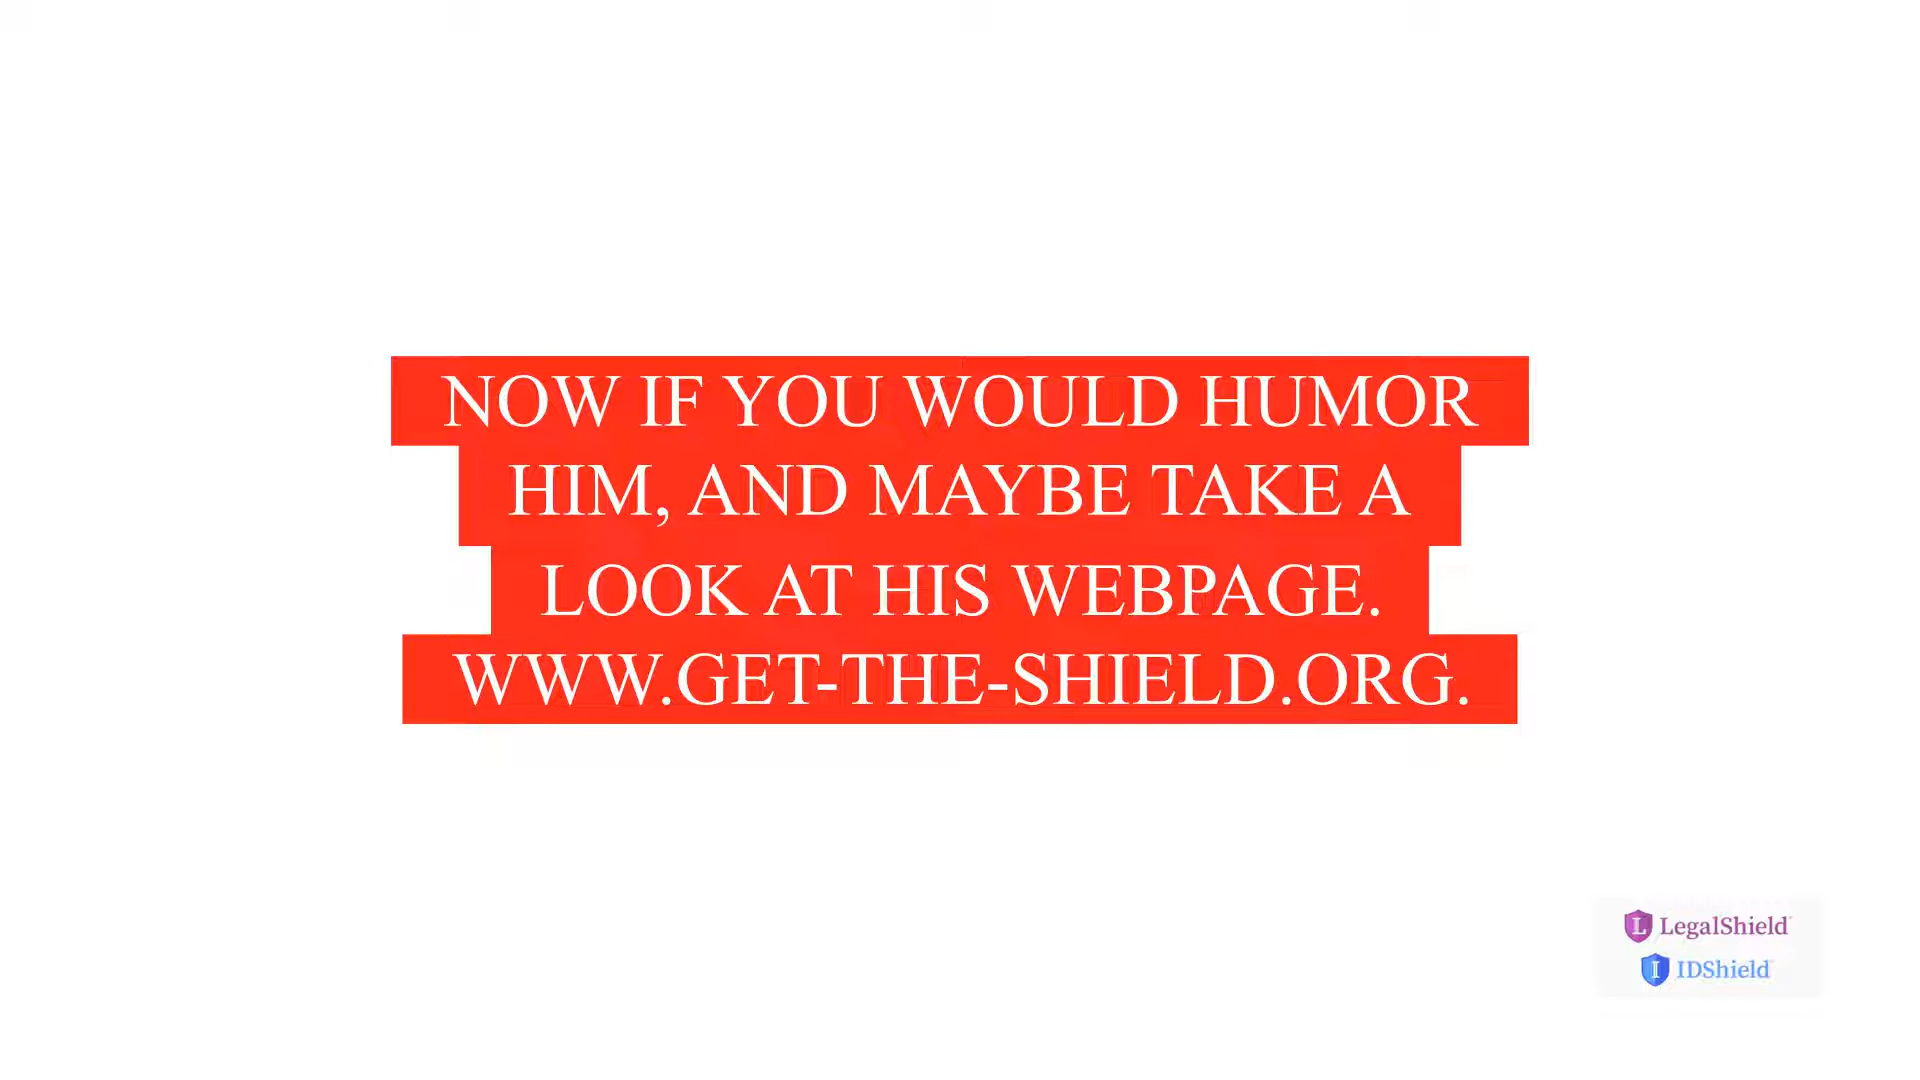 NOW IF YOU WOULD HUMOR
HIM, AND MAYBE TAKE A
LOOK AT HIS WEBPAGE.
WWW.GET-THE-SHIELD.ORG.
LegalShield
IDShield